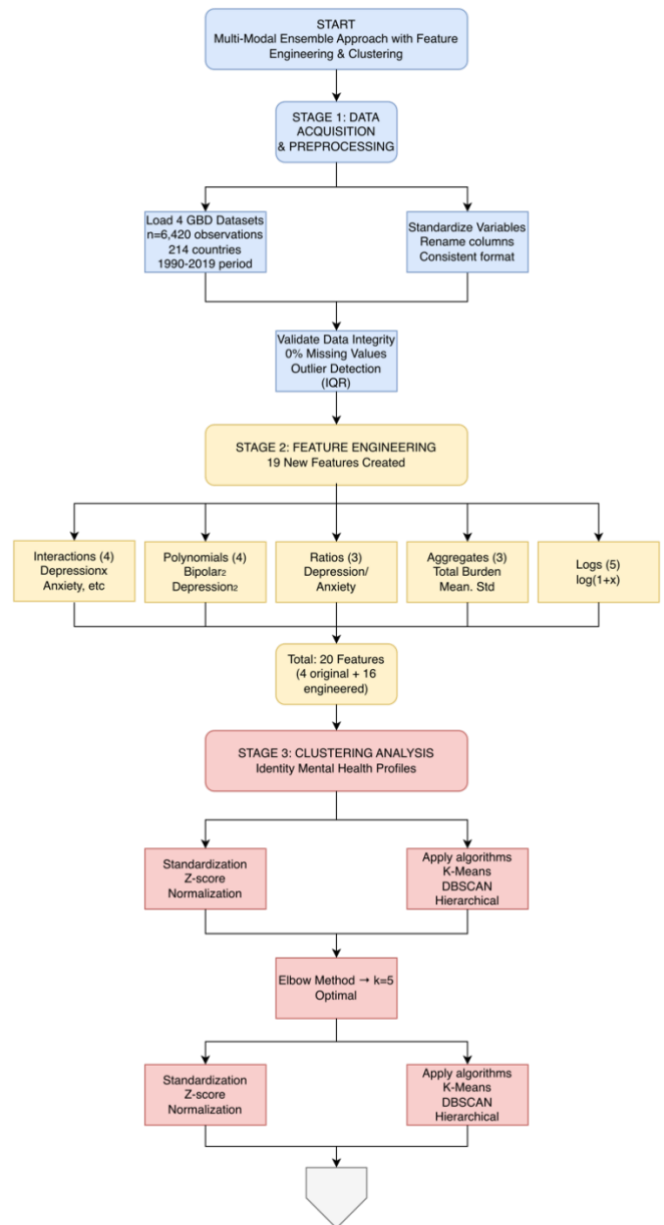 START
Multi-Modal Ensemble Approach with Feature
Engineering & Clustering
STAGE 1: DATA
ACQUISITION
& PREPROCESSING
Load 4 GBD Datasets
n=6,420 observations
214 countries
1990-2019 period
Standardize Variables
Rename columns
Consistent format
Validate Data Integrity
0% Missing Values
Outlier Detection
(IQR)
STAGE 2: FEATURE ENGINEERING
19 New Features Created
Interactions (4)
Depressionx
Anxiety, etc
Polynomials (4)
Bipolar₂
Depression₂
Ratios (3)
Depression/
Anxiety
Aggregates (3)
Total Burden
Mean. Std
Logs (5)
log(1+x)
Total: 20 Features
(4 original + 16
engineered)
STAGE 3: CLUSTERING ANALYSIS
Identity Mental Health Profiles
Standardization
Z-score
Normalization
Apply algorithms
K-Means
DBSCAN
Hierarchical
Elbow Method → k=5
Optimal
Standardization
Z-score
Normalization
Apply algorithms
K-Means
DBSCAN
Hierarchical